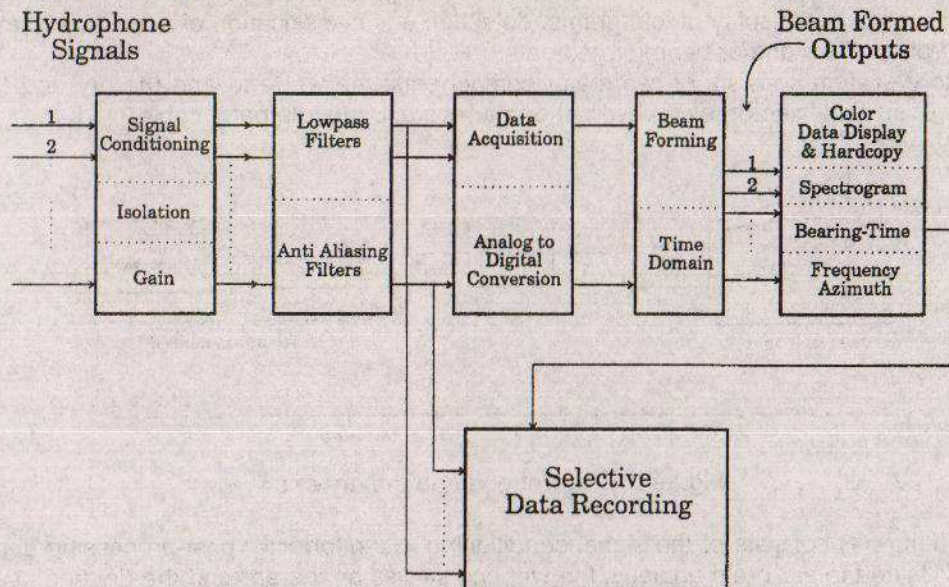 Hydrophone
Signals
Beam Formed
Outputs
1
2
Signal
Conditioning
Isolation
Gain
Lowpass
Filters
Anti Aliasing
Filters
Data
Acquisition
Analog to
Digital
Conversion
Beam
Forming
Time
Domain
1
2
Color
Data Display
& Hardcopy
Spectrogram
Bearing-Time
Frequency
Azimuth
Selective
Data Recording